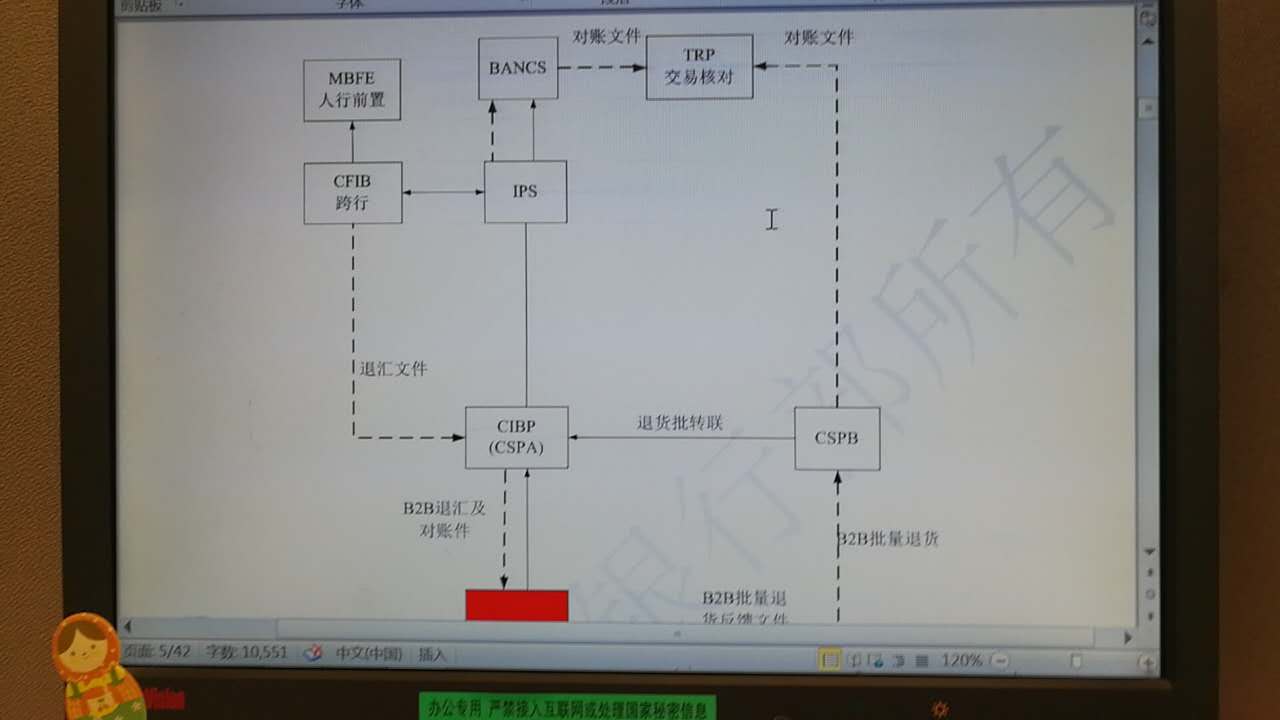 剪贴板
字体
段落
对账文件
对账文件
BANCS
TRP
交易核对
MBFE
人行前置
CFIB
跨行
IPS
退汇文件
CIBP
(CSPA)
退货批转联
CSPB
B2B退汇及
对账件
B2B批量退货
B2B批量退
货反馈文件
银行部所有
页面: 5/42
字数: 10,551
中文(中国)
插入
120%
办公专用 严禁接入互联网或处理国家秘密信息